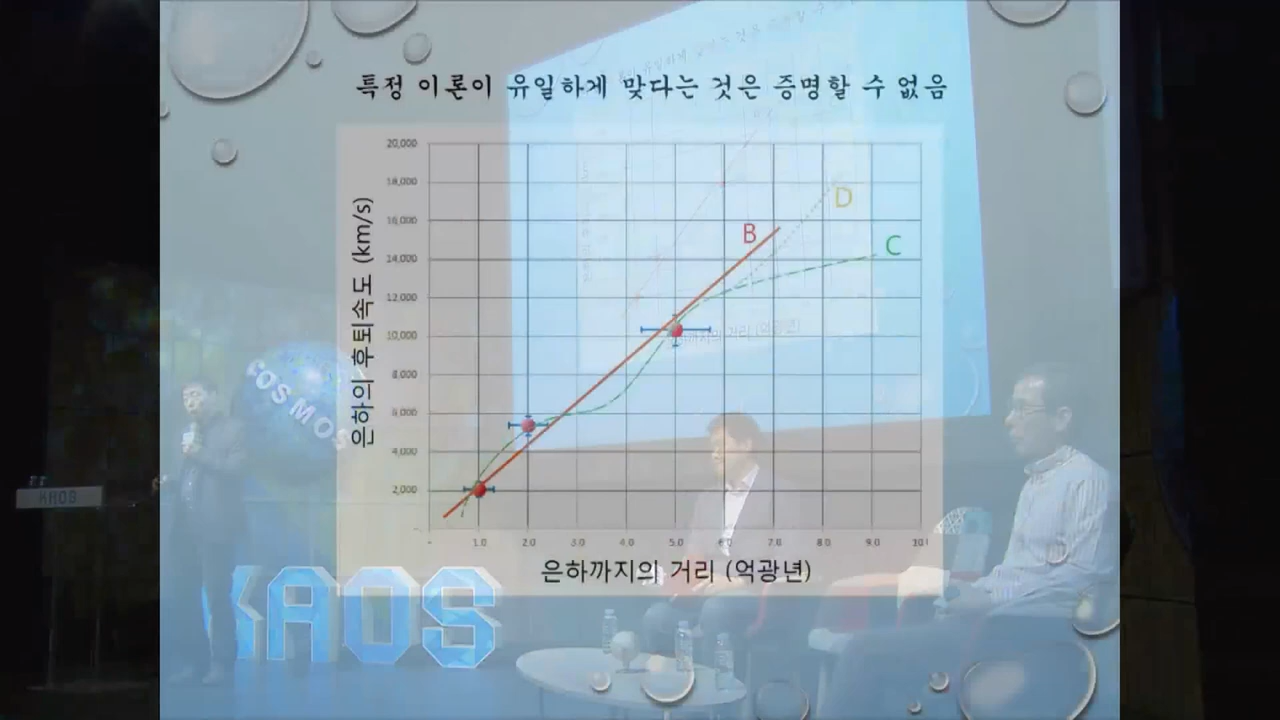 특정 이론이 유일하게 맞다는 것은 증명할 수 없음
20,000
18,000
16,000
14,000
12,000
10,000
8,000
6,000
4,000
2,000
은하의 후퇴속도 (km/s)
B
D
C
1.0 2.0 3.0 4.0 5.0 6.0 7.0 8.0 9.0 10.0
은하까지의 거리 (억광년)
COSMOS
KAOS
KAOS